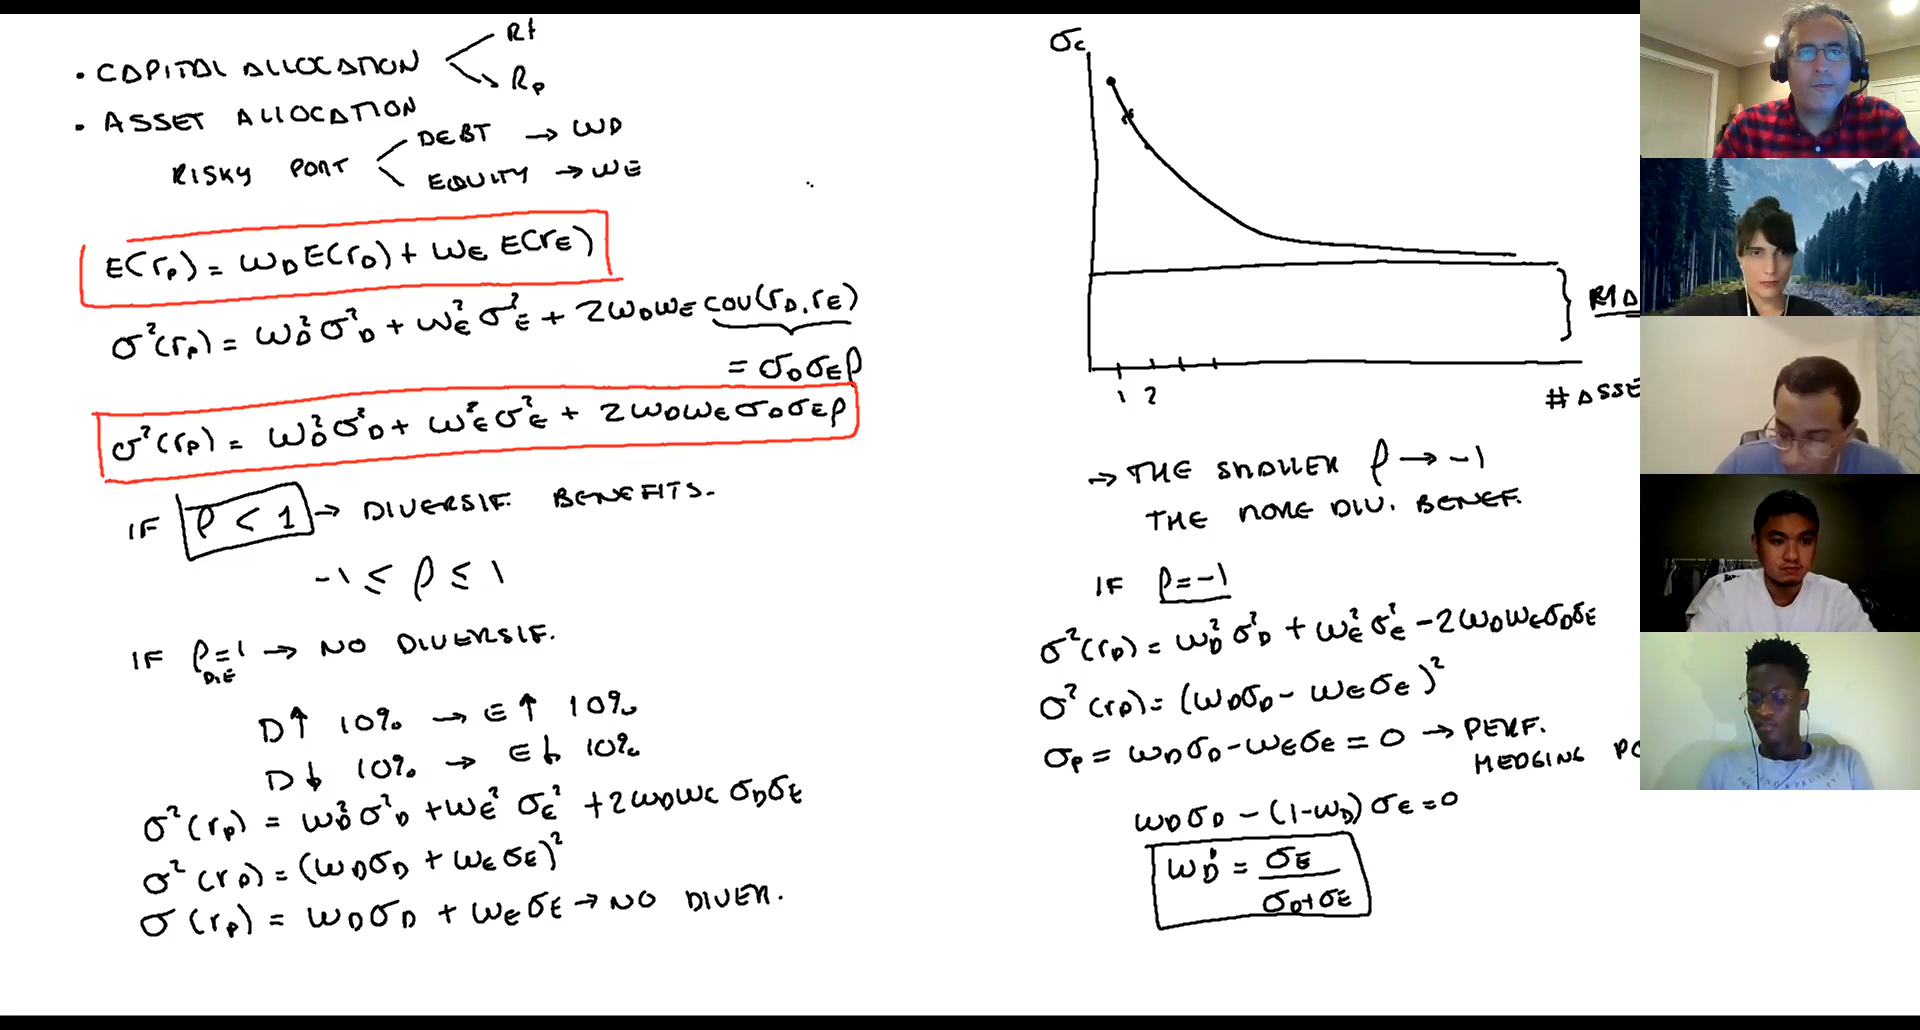 • CAPITAL ALLOCATION
Rf
Rp
• ASSET ALLOCATION
RISKY PORT
DEBT → WD
EQUITY → WE
E(rp) = WD E(rD) + WE E(rE)
σ²(rp) = WD² σ²D + WE² σ²E + 2WDWE COV(rD, rE)
= σDσEρ
σ²(rp) = WD² σ²D + WE² σ²E + 2WDWEσDσEρ
IF ρ < 1 → DIVERSIF. BENEFITS.
-1 ≤ ρ ≤ 1
IF ρ = 1 → NO DIVERSIF.
D,E
D↑ 10% → E↑ 10%
D↓ 10% → E↓ 10%
σ²(rp) = WD² σ²D + WE² σE² + 2WDWE σDσE
σ²(rp) = (WDσD + WEσE)²
σ(rp) = WDσD + WEσE → NO DIVER.
σc
1 2
→ THE SMALLER ρ → -1
THE MORE DIV. BENEF.
IF ρ = -1
σ²(rp) = WD² σ²D + WE² σE² - 2WDWEσDσE
σ²(rp) = (WDσD - WEσE)²
σp = WDσD - WEσE = 0 → PERF.
HEDGING PO
WDσD - (1-WD)σE = 0
WD* = σE / σD+σE
# ASSE